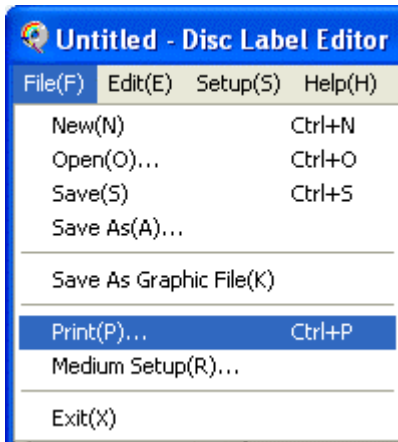 Untitled - Disc Label Editor
File(F) Edit(E) Setup(S) Help(H)
New(N) Ctrl+N
Open(O)... Ctrl+O
Save(S) Ctrl+S
Save As(A)...
Save As Graphic File(K)
Print(P)... Ctrl+P
Medium Setup(R)...
Exit(X)